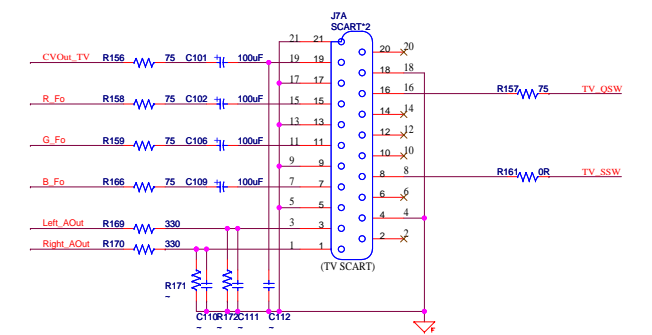 J7A
SCART*2
21 21 20 20
CVOut_TV R156 75 C101 + 100uF 19 19 18 18
17 17 16 16 R157 75 TV_QSW
R_Fo R158 75 C102 + 100uF 15 15 14 14
13 13 12 12
G_Fo R159 75 C106 + 100uF 11 11 10 10
9 9 8 8 R161 0R TV_SSW
B_Fo R166 75 C109 + 100uF 7 7 6 6
5 5 4 4
Left_AOut R169 330 3 3 2 2
Right_AOut R170 330 1 1
(TV SCART)
R171
~
C110 R172 C111 C112
~ ~ ~ ~